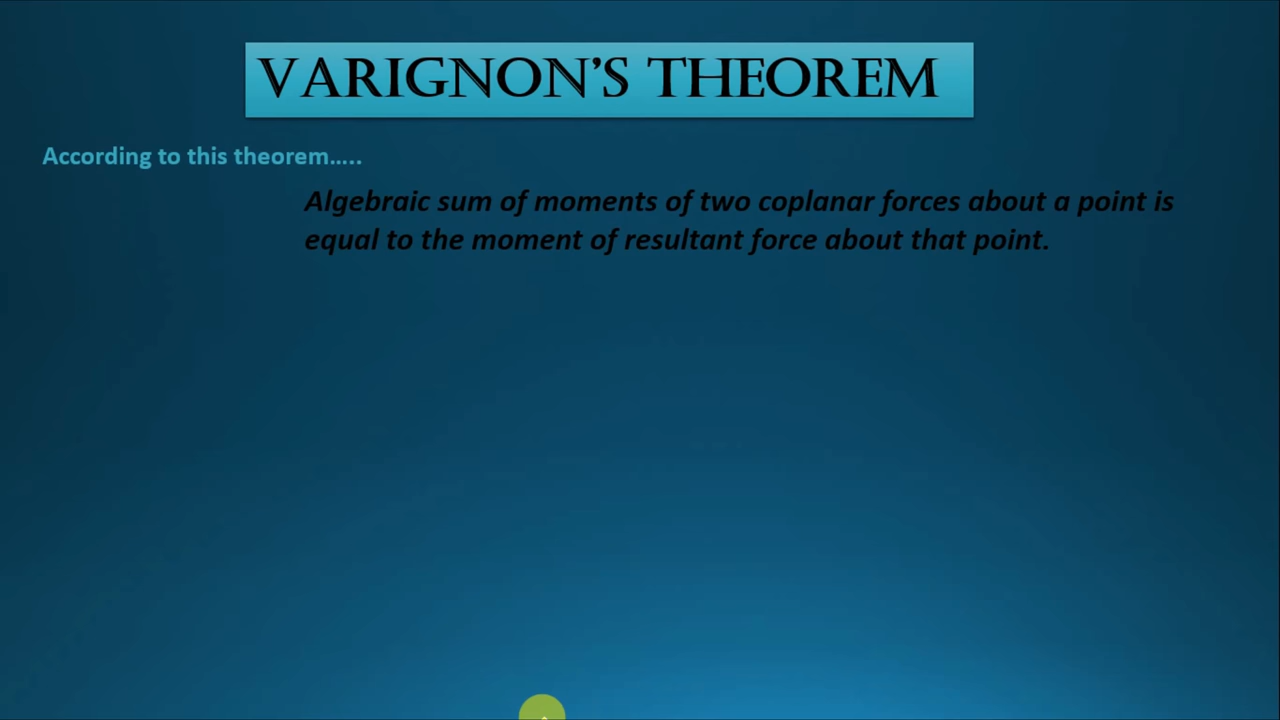 VARIGNON'S THEOREM
According to this theorem.....
Algebraic sum of moments of two coplanar forces about a point is
equal to the moment of resultant force about that point.